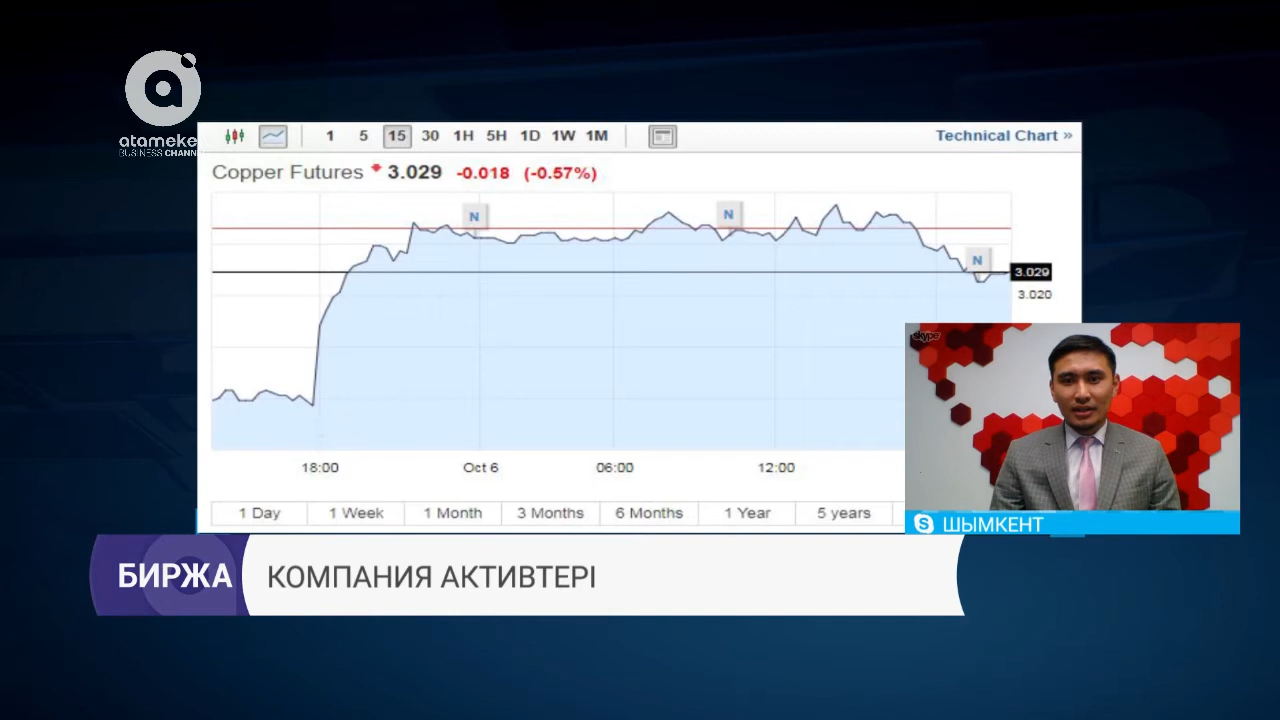 atameken
BUSINESS CHANNEL
1 5 15 30 1H 5H 1D 1W 1M
Technical Chart »
Copper Futures 3.029 -0.018 (-0.57%)
N
N
N
3.029
3.020
18:00 Oct 6 06:00 12:00
1 Day 1 Week 1 Month 3 Months 6 Months 1 Year 5 years
skype
S ШЫМКЕНТ
БИРЖА
КОМПАНИЯ АКТИВТЕРІ